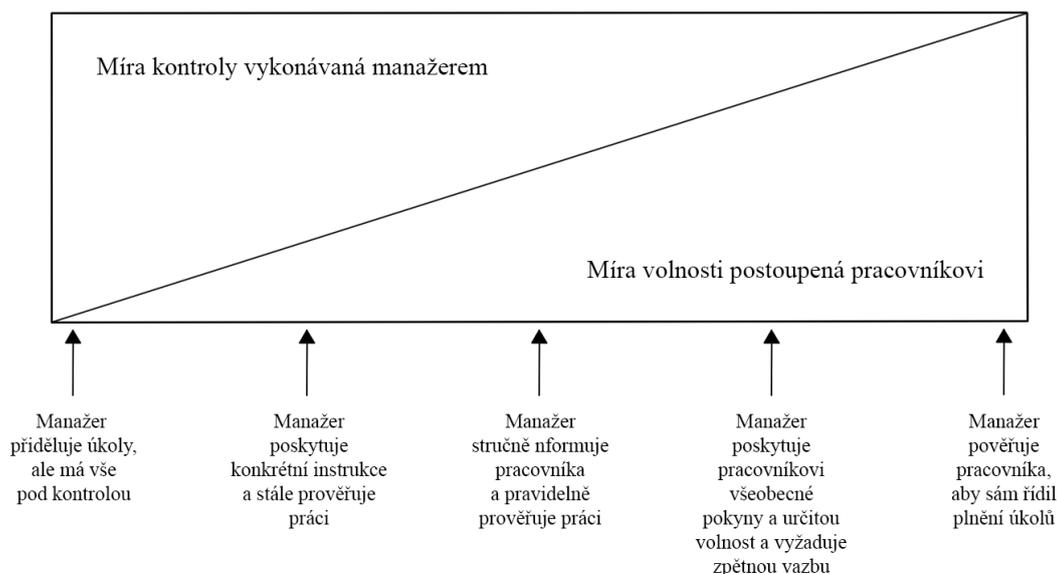 Míra kontroly vykonávaná manažerem
Míra volnosti postoupená pracovníkovi
Manažer
přiděluje úkoly,
ale má vše
pod kontrolou
Manažer
poskytuje
konkrétní instrukce
a stále prověřuje
práci
Manažer
stručně nformuje
pracovníka
a pravidelně
prověřuje práci
Manažer
poskytuje
pracovníkovi
všeobecné
pokyny a určitou
volnost a vyžaduje
zpětnou vazbu
Manažer
pověřuje
pracovníka,
aby sám řídil
plnění úkolů